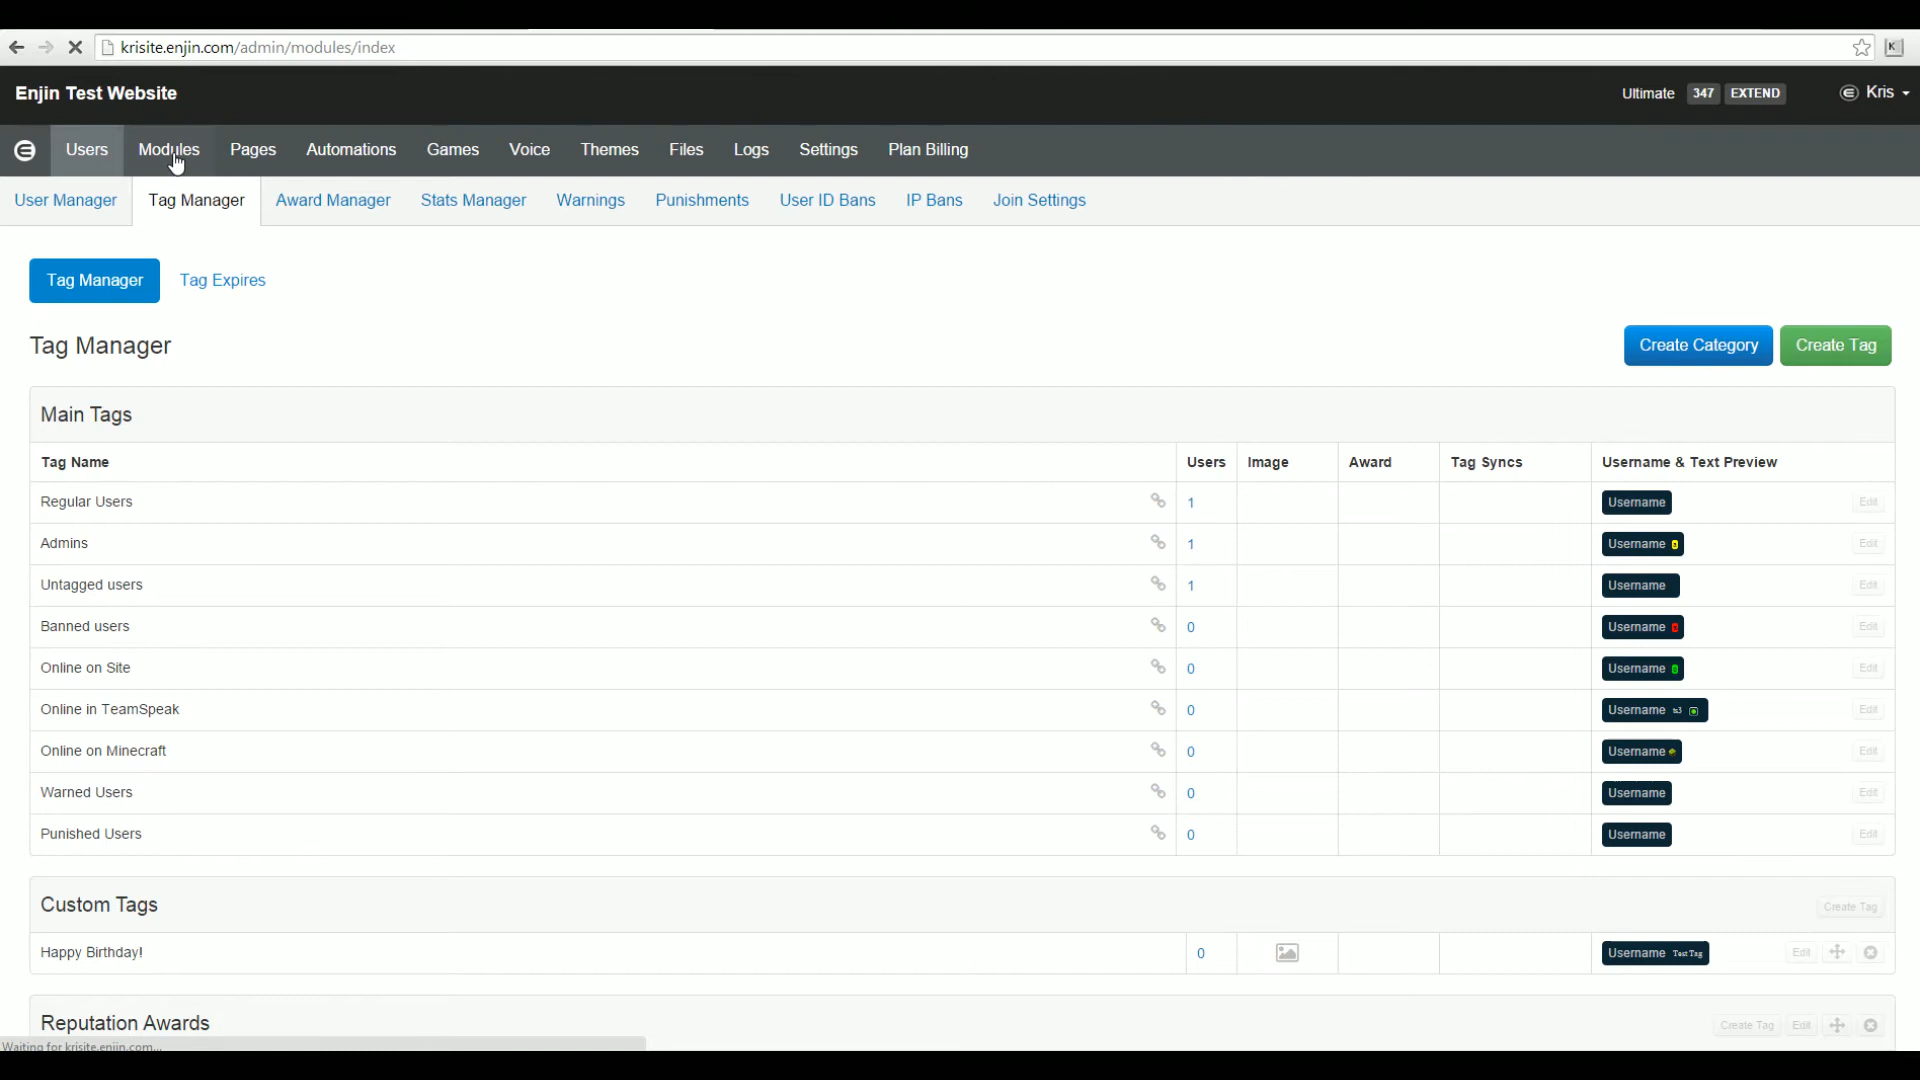 krisite.enjin.com/admin/modules/index
Enjin Test Website
Ultimate 347 EXTEND Kris
Users Modules Pages Automations Games Voice Themes Files Logs Settings Plan Billing
User Manager Tag Manager Award Manager Stats Manager Warnings Punishments User ID Bans IP Bans Join Settings
Tag Manager Tag Expires
Tag Manager Create Category Create Tag
Main Tags
Tag Name Users Image Award Tag Syncs Username & Text Preview
Regular Users 1 Username Edit
Admins 1 Username Edit
Untagged users 1 Username Edit
Banned users 0 Username Edit
Online on Site 0 Username Edit
Online in TeamSpeak 0 Username ts3 Edit
Online on Minecraft 0 Username Edit
Warned Users 0 Username Edit
Punished Users 0 Username Edit
Custom Tags Create Tag
Happy Birthday! 0 Username Test Tag Edit
Reputation Awards Create Tag Edit
Waiting for krisite.enjin.com...